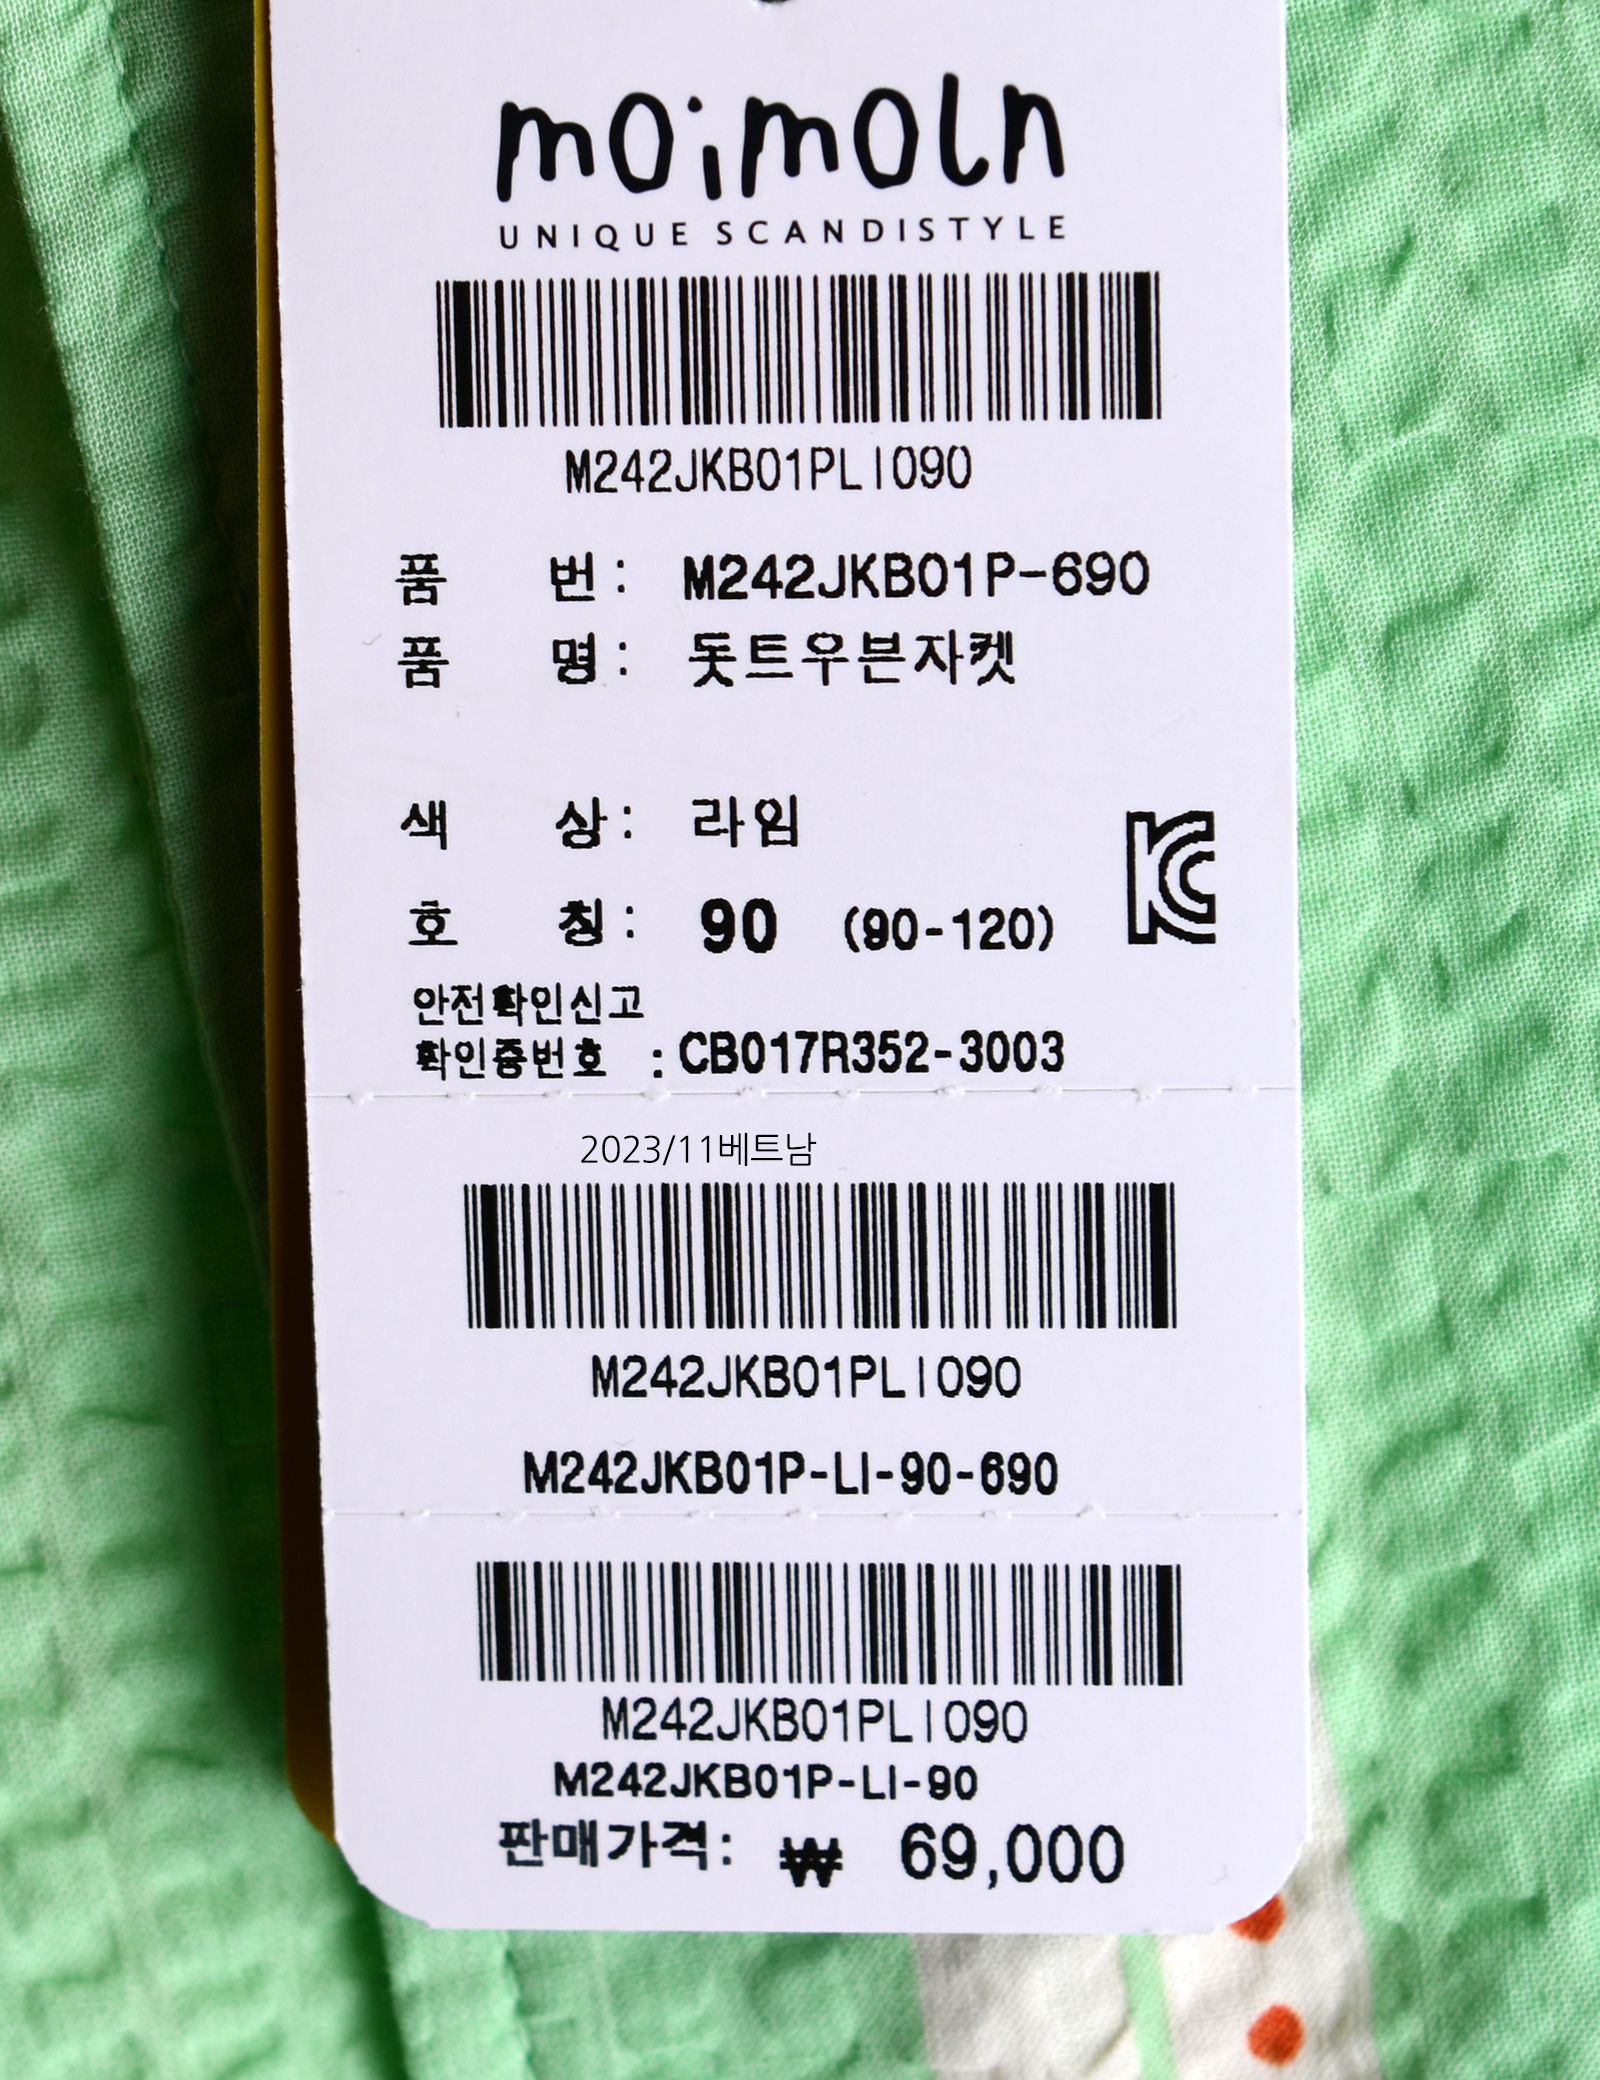 moimoln
UNIQUE SCANDISTYLE
M242JKB01PLI090
품 번: M242JKB01P-690
품 명: 돗트우븐자켓
색 상: 라임
호 칭: 90 (90-120)
안전확인신고
확인증번호 : CB017R352-3003
2023/11베트남
M242JKB01PLI090
M242JKB01P-LI-90-690
M242JKB01PLI090
M242JKB01P-LI-90
판매가격: ₩ 69,000